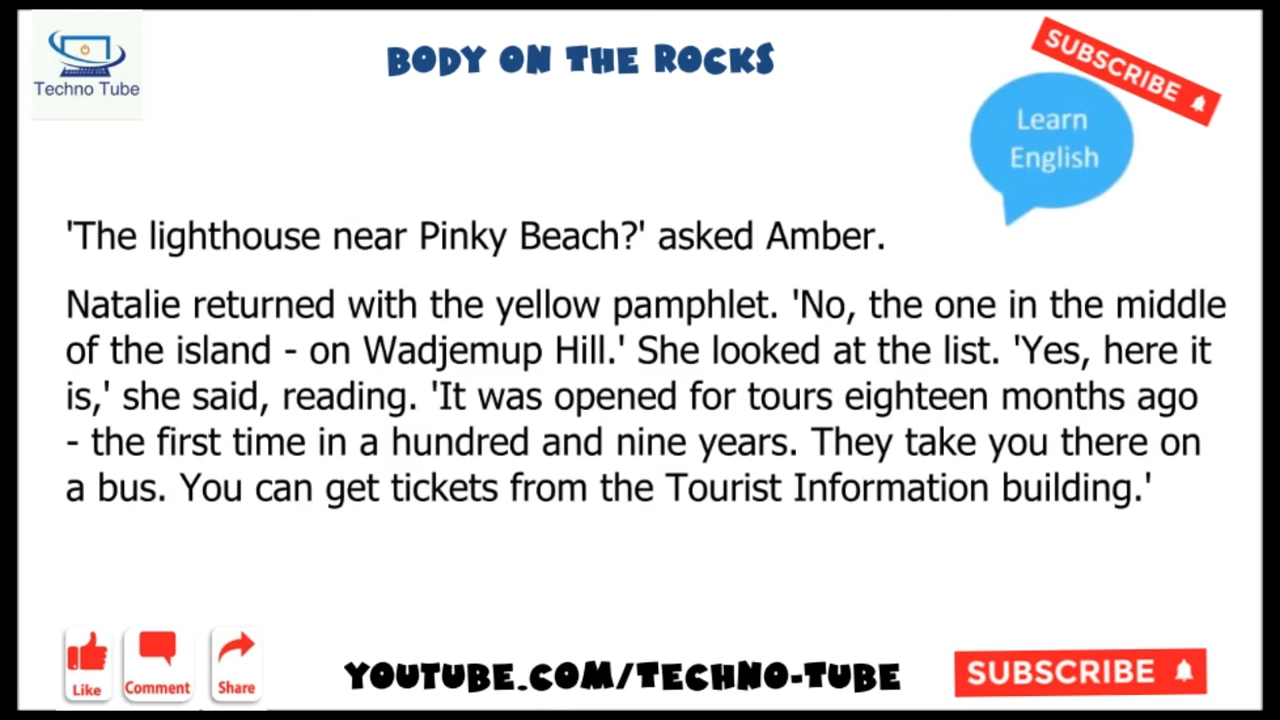 Techno Tube
BODY ON THE ROCKS
SUBSCRIBE
Learn
English
'The lighthouse near Pinky Beach?' asked Amber.
Natalie returned with the yellow pamphlet. 'No, the one in the middle
of the island - on Wadjemup Hill.' She looked at the list. 'Yes, here it
is,' she said, reading. 'It was opened for tours eighteen months ago
- the first time in a hundred and nine years. They take you there on
a bus. You can get tickets from the Tourist Information building.'
Like
Comment
Share
YOUTUBE.COM/TECHNO-TUBE
SUBSCRIBE